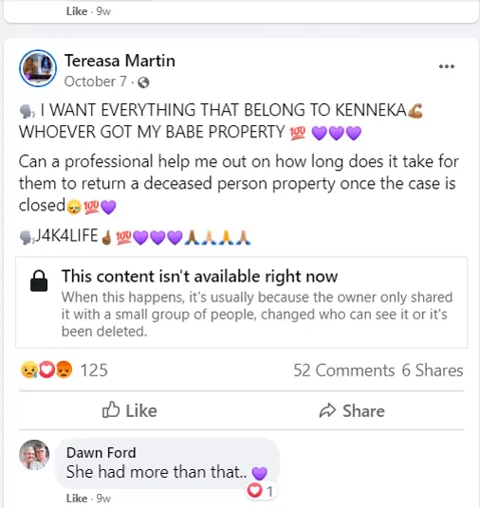 Like · 9w
Tereasa Martin
October 7 ·
🗣️ I WANT EVERYTHING THAT BELONG TO KENNEKA💪🏾
WHOEVER GOT MY BABE PROPERTY 💯 💜💜💜
Can a professional help me out on how long does it take for
them to return a deceased person property once the case is
closed😪💯💜
🗣️J4K4LIFE☝🏾💯💜💜💜🙏🏾🙏🏼🙏🙏🏽
This content isn't available right now
When this happens, it's usually because the owner only shared
it with a small group of people, changed who can see it or it's
been deleted.
125
52 Comments 6 Shares
Like
Share
Dawn Ford
She had more than that.. 💜
1
Like · 9w